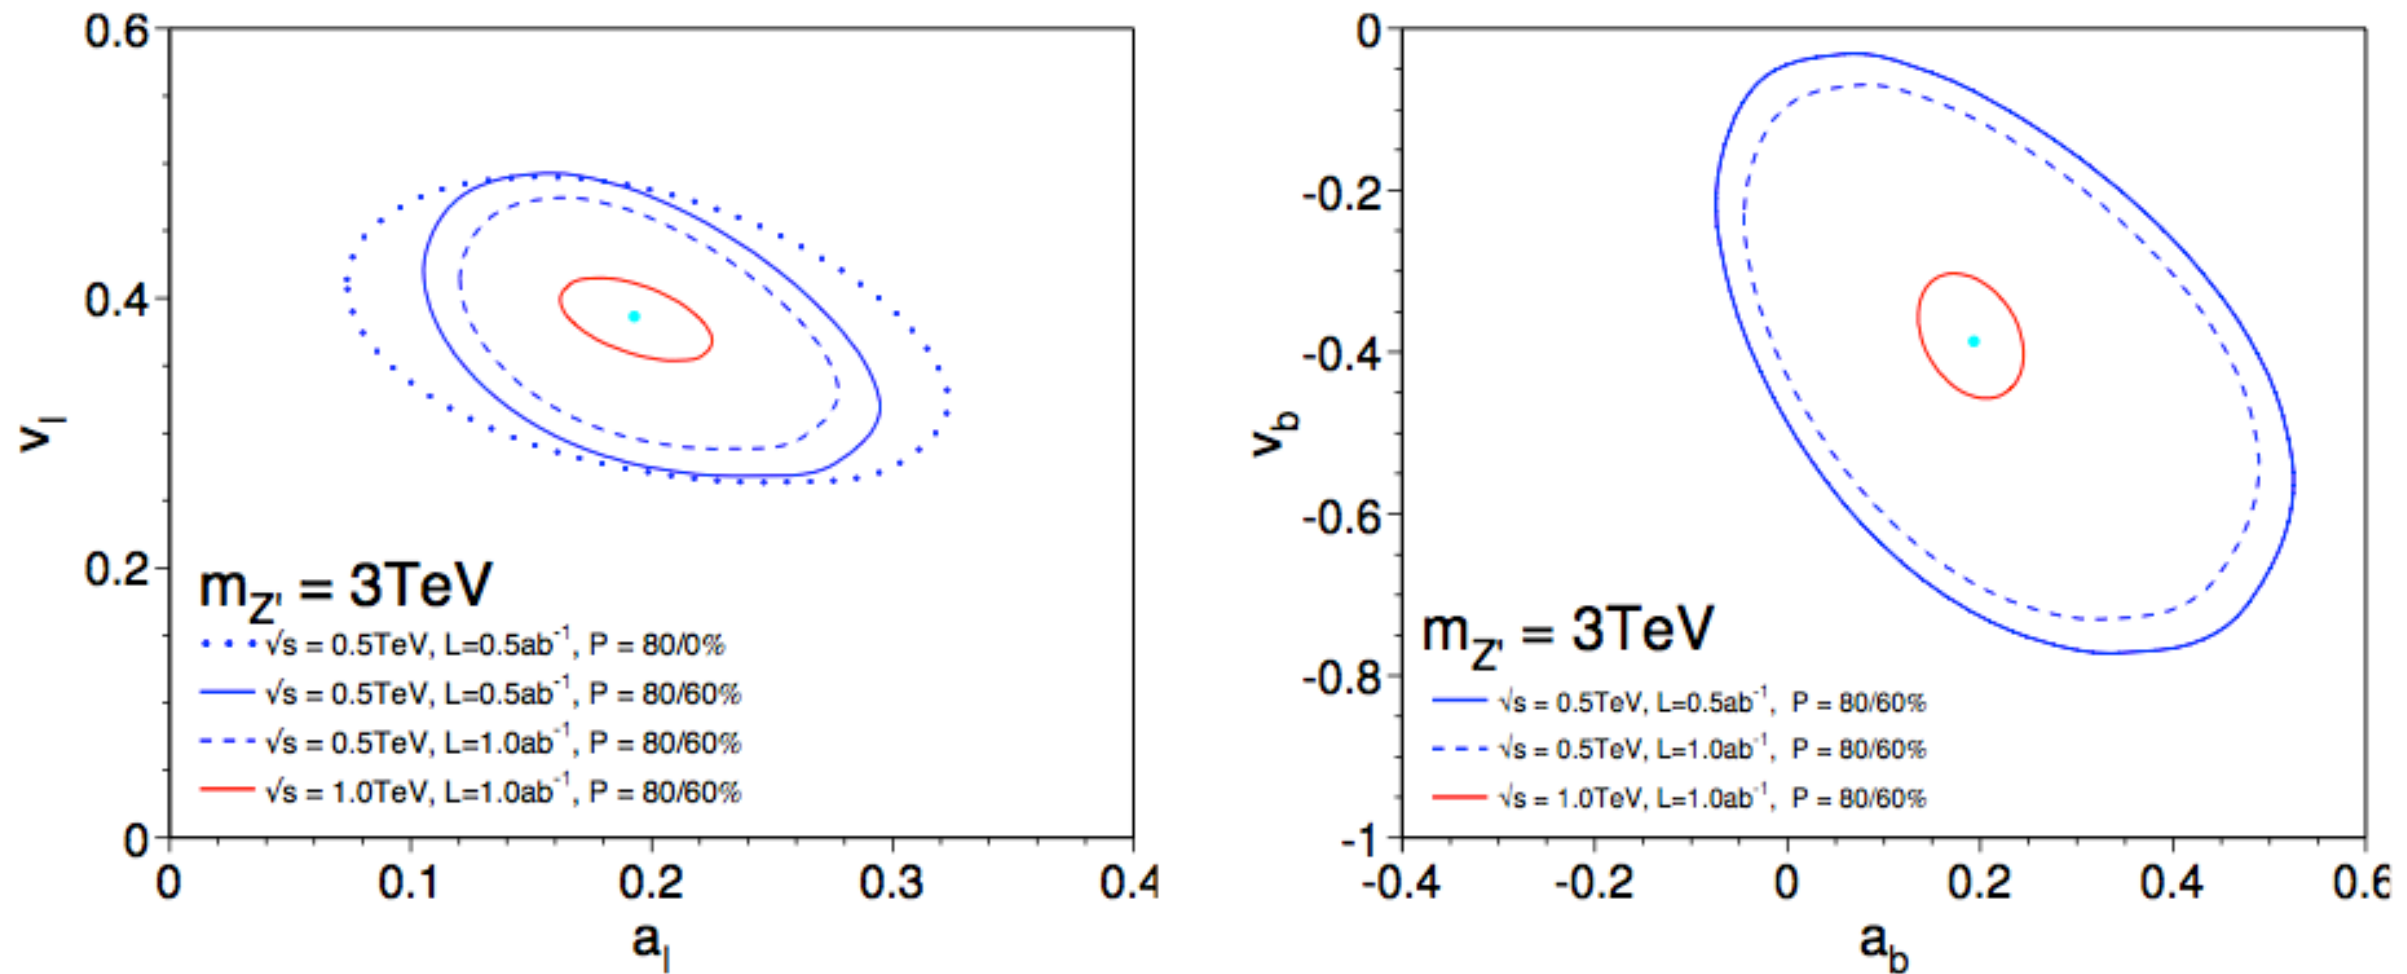 0.6
0.4
0.2
0
v_l
m_Z' = 3TeV
√s = 0.5TeV, L=0.5ab^-1, P = 80/0%
√s = 0.5TeV, L=0.5ab^-1, P = 80/60%
√s = 0.5TeV, L=1.0ab^-1, P = 80/60%
√s = 1.0TeV, L=1.0ab^-1, P = 80/60%
0 0.1 0.2 0.3 0.4
a_l
0
-0.2
-0.4
-0.6
-0.8
-1
v_b
m_Z' = 3TeV
√s = 0.5TeV, L=0.5ab^-1, P = 80/60%
√s = 0.5TeV, L=1.0ab^-1, P = 80/60%
√s = 1.0TeV, L=1.0ab^-1, P = 80/60%
-0.4 -0.2 0 0.2 0.4 0.6
a_b